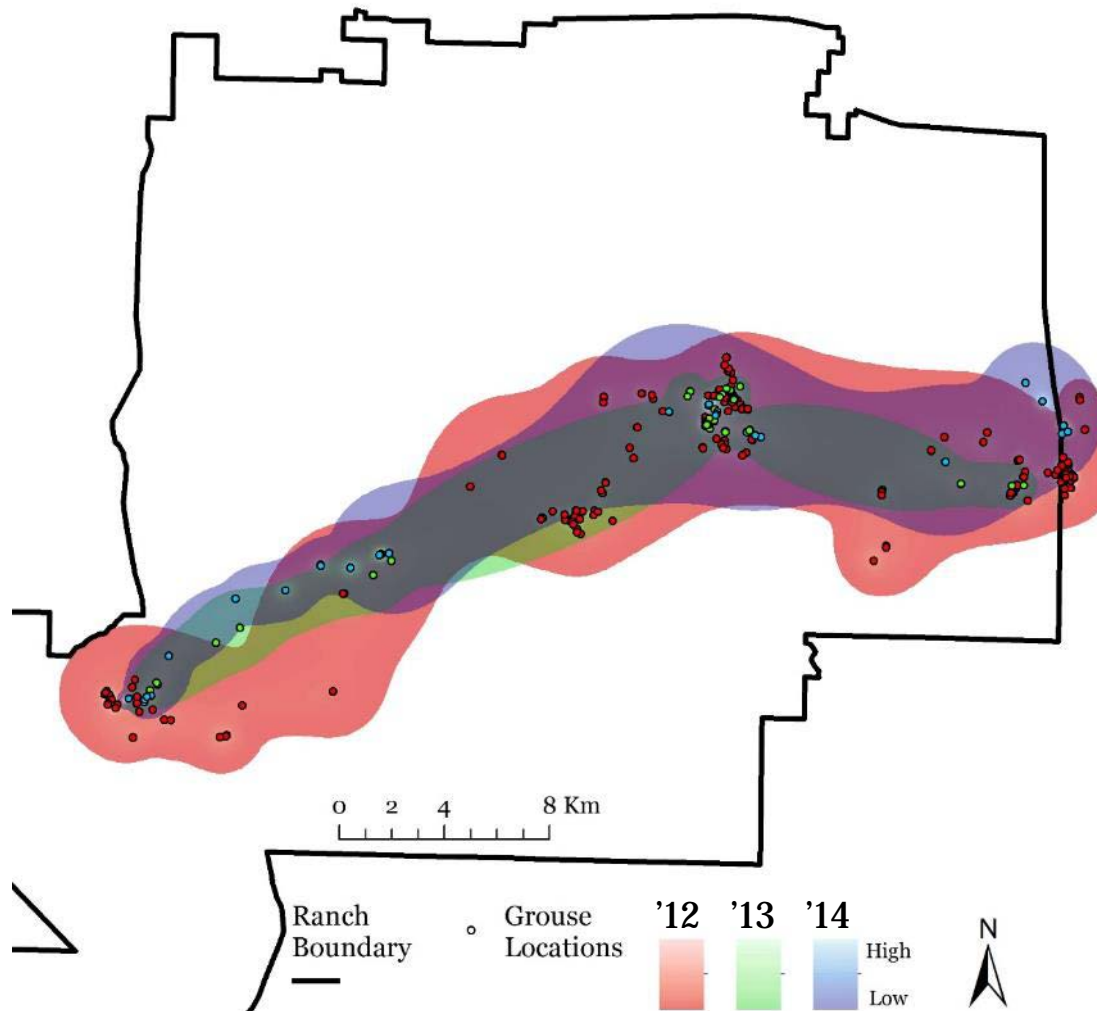 0 2 4 8 Km
Ranch
Boundary
Grouse
Locations
’12 ’13 ’14
High
Low
N